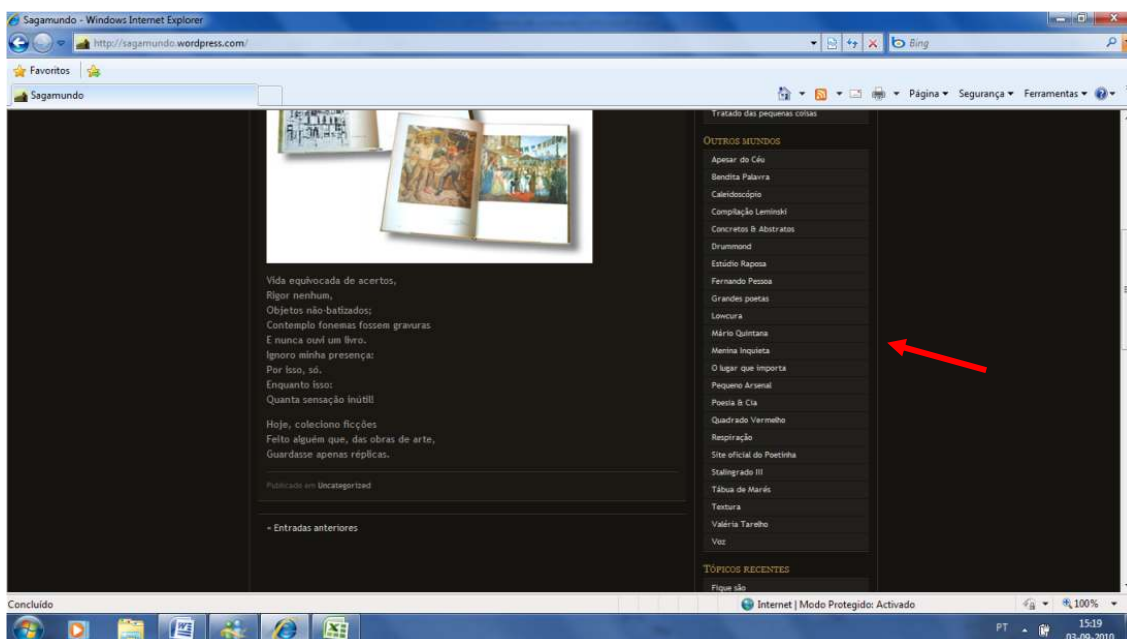 Sagamundo - Windows Internet Explorer
http://sagamundo.wordpress.com/
Bing
Favoritos
Sagamundo
Página
Segurança
Ferramentas
Vida equivocada de acertos,
Rigor nenhum,
Objetos não-batizados;
Contemplo fonemas fossem gravuras
E nunca ouvi um livro.
Ignoro minha presença:
Por isso, só.
Enquanto isso:
Quanta sensação inútil!
Hoje, coleciono ficções
Feito alguém que, das obras de arte,
Guardasse apenas réplicas.
Publicado em Uncategorized
« Entradas anteriores
Tratado das pequenas coisas
OUTROS MUNDOS
Apesar do Céu
Bendita Palavra
Caleidoscópio
Compilação Leminski
Concretos & Abstratos
Drummond
Estúdio Raposa
Fernando Pessoa
Grandes poetas
Lowcura
Mário Quintana
Menina Inquieta
O lugar que importa
Pequeno Arsenal
Poesia & Cia
Quadrado Vermelho
Respiração
Site oficial do Poetinha
Stalingrado III
Tábua de Marés
Textura
Valéria Tarelho
Voz
TÓPICOS RECENTES
Fique são
Concluído
Internet | Modo Protegido: Activado
100%
PT
15:19
03-09-2010